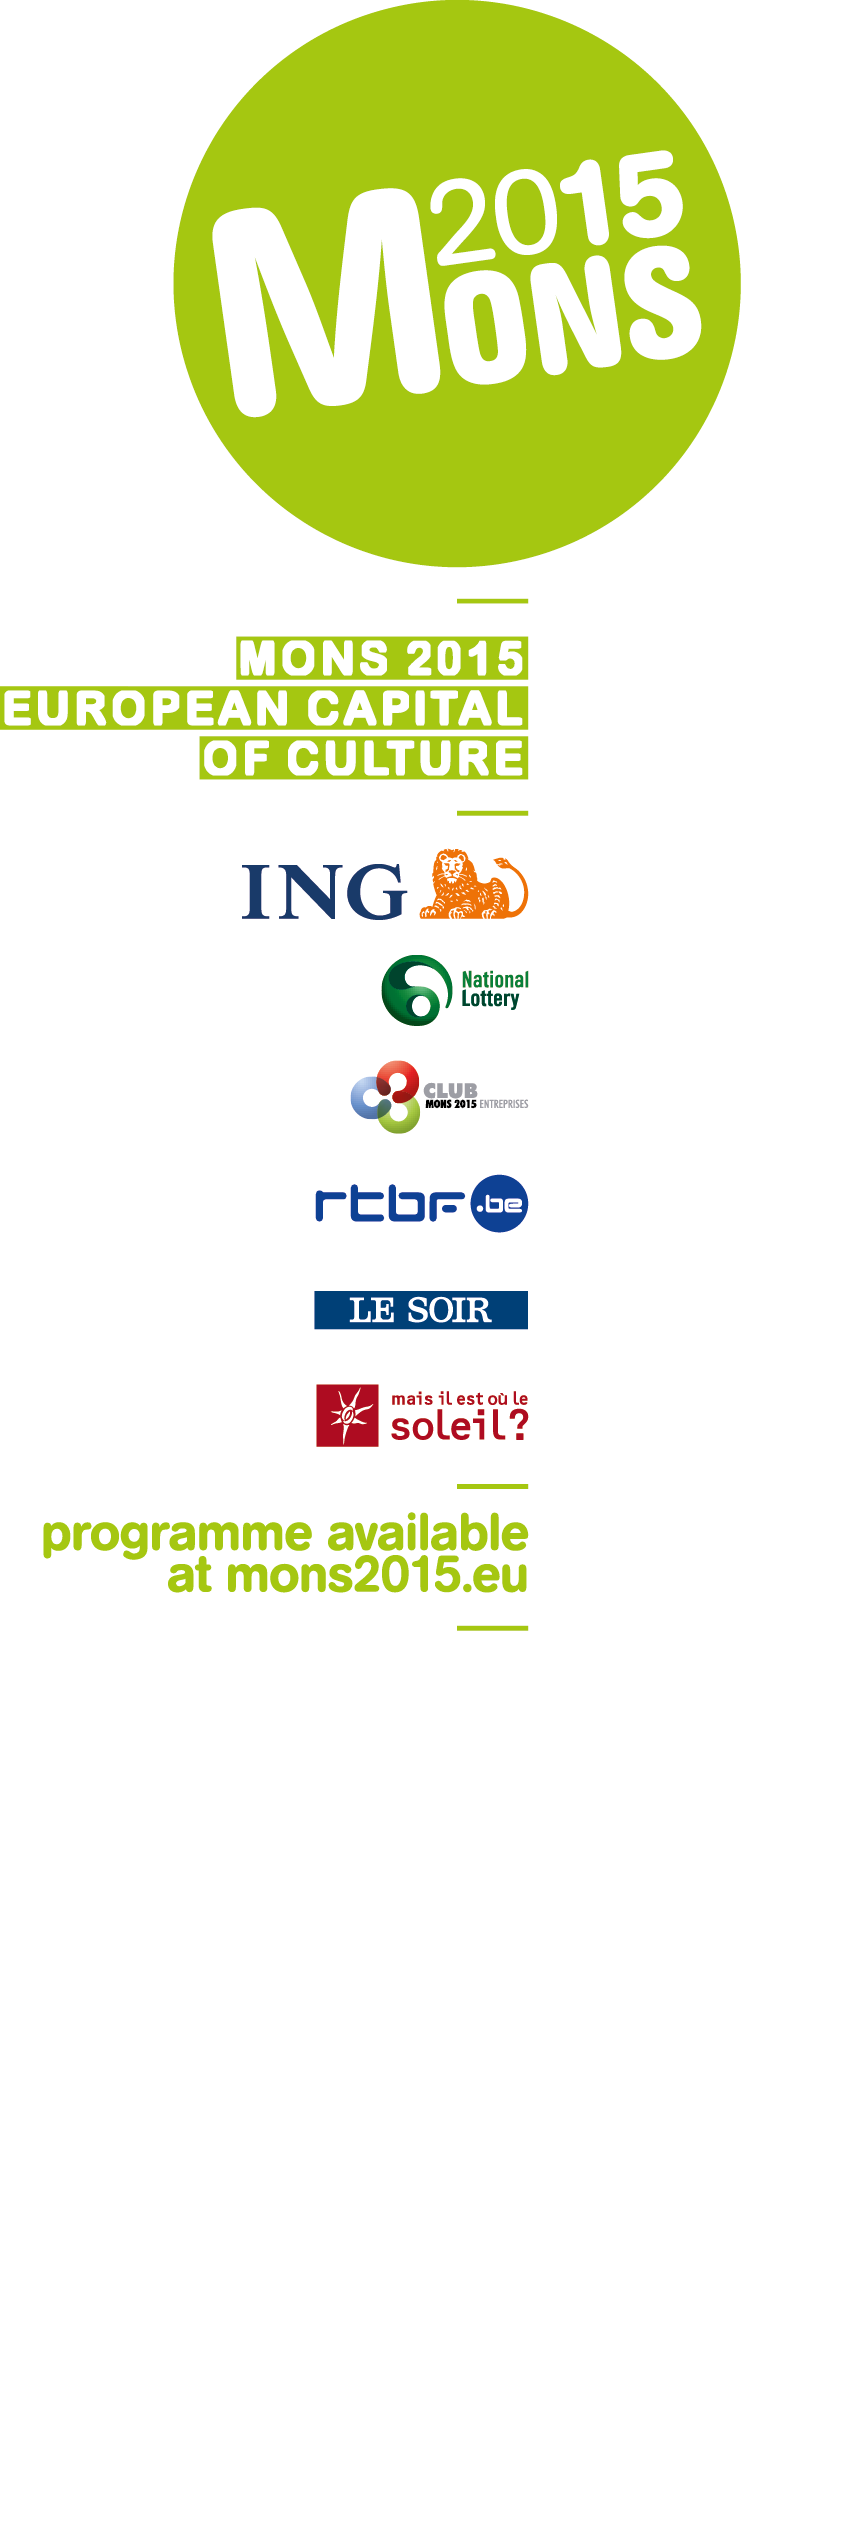 2015
MONS
MONS 2015
EUROPEAN CAPITAL
OF CULTURE
ING
National
Lottery
CLUB
MONS 2015 ENTREPRISES
rtbf.be
LE SOIR
mais il est où le
soleil?
programme available
at mons2015.eu